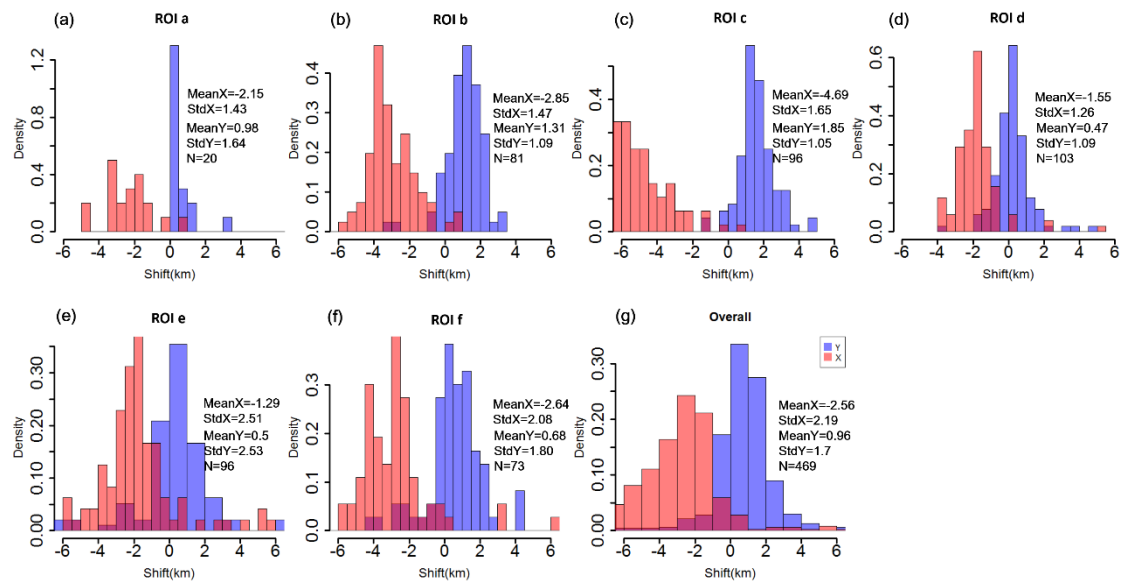 (a) ROI a
1.2
0.8
0.4
0.0
Density
MeanX=-2.15
StdX=1.43
MeanY=0.98
StdY=1.64
N=20
-6 -4 -2 0 2 4 6
Shift(km)
(b) ROI b
0.4
0.3
0.2
0.1
0.0
Density
MeanX=-2.85
StdX=1.47
MeanY=1.31
StdY=1.09
N=81
-6 -4 -2 0 2 4 6
Shift(km)
(c) ROI c
0.4
0.2
0.0
Density
MeanX=-4.69
StdX=1.65
MeanY=1.85
StdY=1.05
N=96
-6 -4 -2 0 2 4 6
Shift(km)
(d) ROI d
0.6
0.4
0.2
0.0
Density
MeanX=-1.55
StdX=1.26
MeanY=0.47
StdY=1.09
N=103
-6 -4 -2 0 2 4 6
Shift(km)
(e) ROI e
0.30
0.20
0.10
0.00
Density
MeanX=-1.29
StdX=2.51
MeanY=0.5
StdY=2.53
N=96
-6 -4 -2 0 2 4 6
Shift(km)
(f) ROI f
0.3
0.2
0.1
0.0
Density
MeanX=-2.64
StdX=2.08
MeanY=0.68
StdY=1.80
N=73
-6 -4 -2 0 2 4 6
Shift(km)
(g) Overall
Y
X
0.30
0.20
0.10
0.00
Density
MeanX=-2.56
StdX=2.19
MeanY=0.96
StdY=1.7
N=469
-6 -4 -2 0 2 4 6
Shift(km)